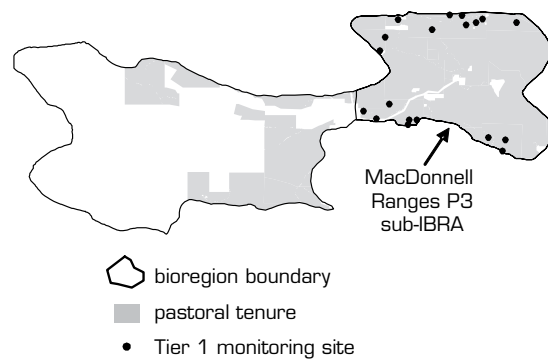 MacDonnell
Ranges P3
sub-IBRA
bioregion boundary
pastoral tenure
Tier 1 monitoring site